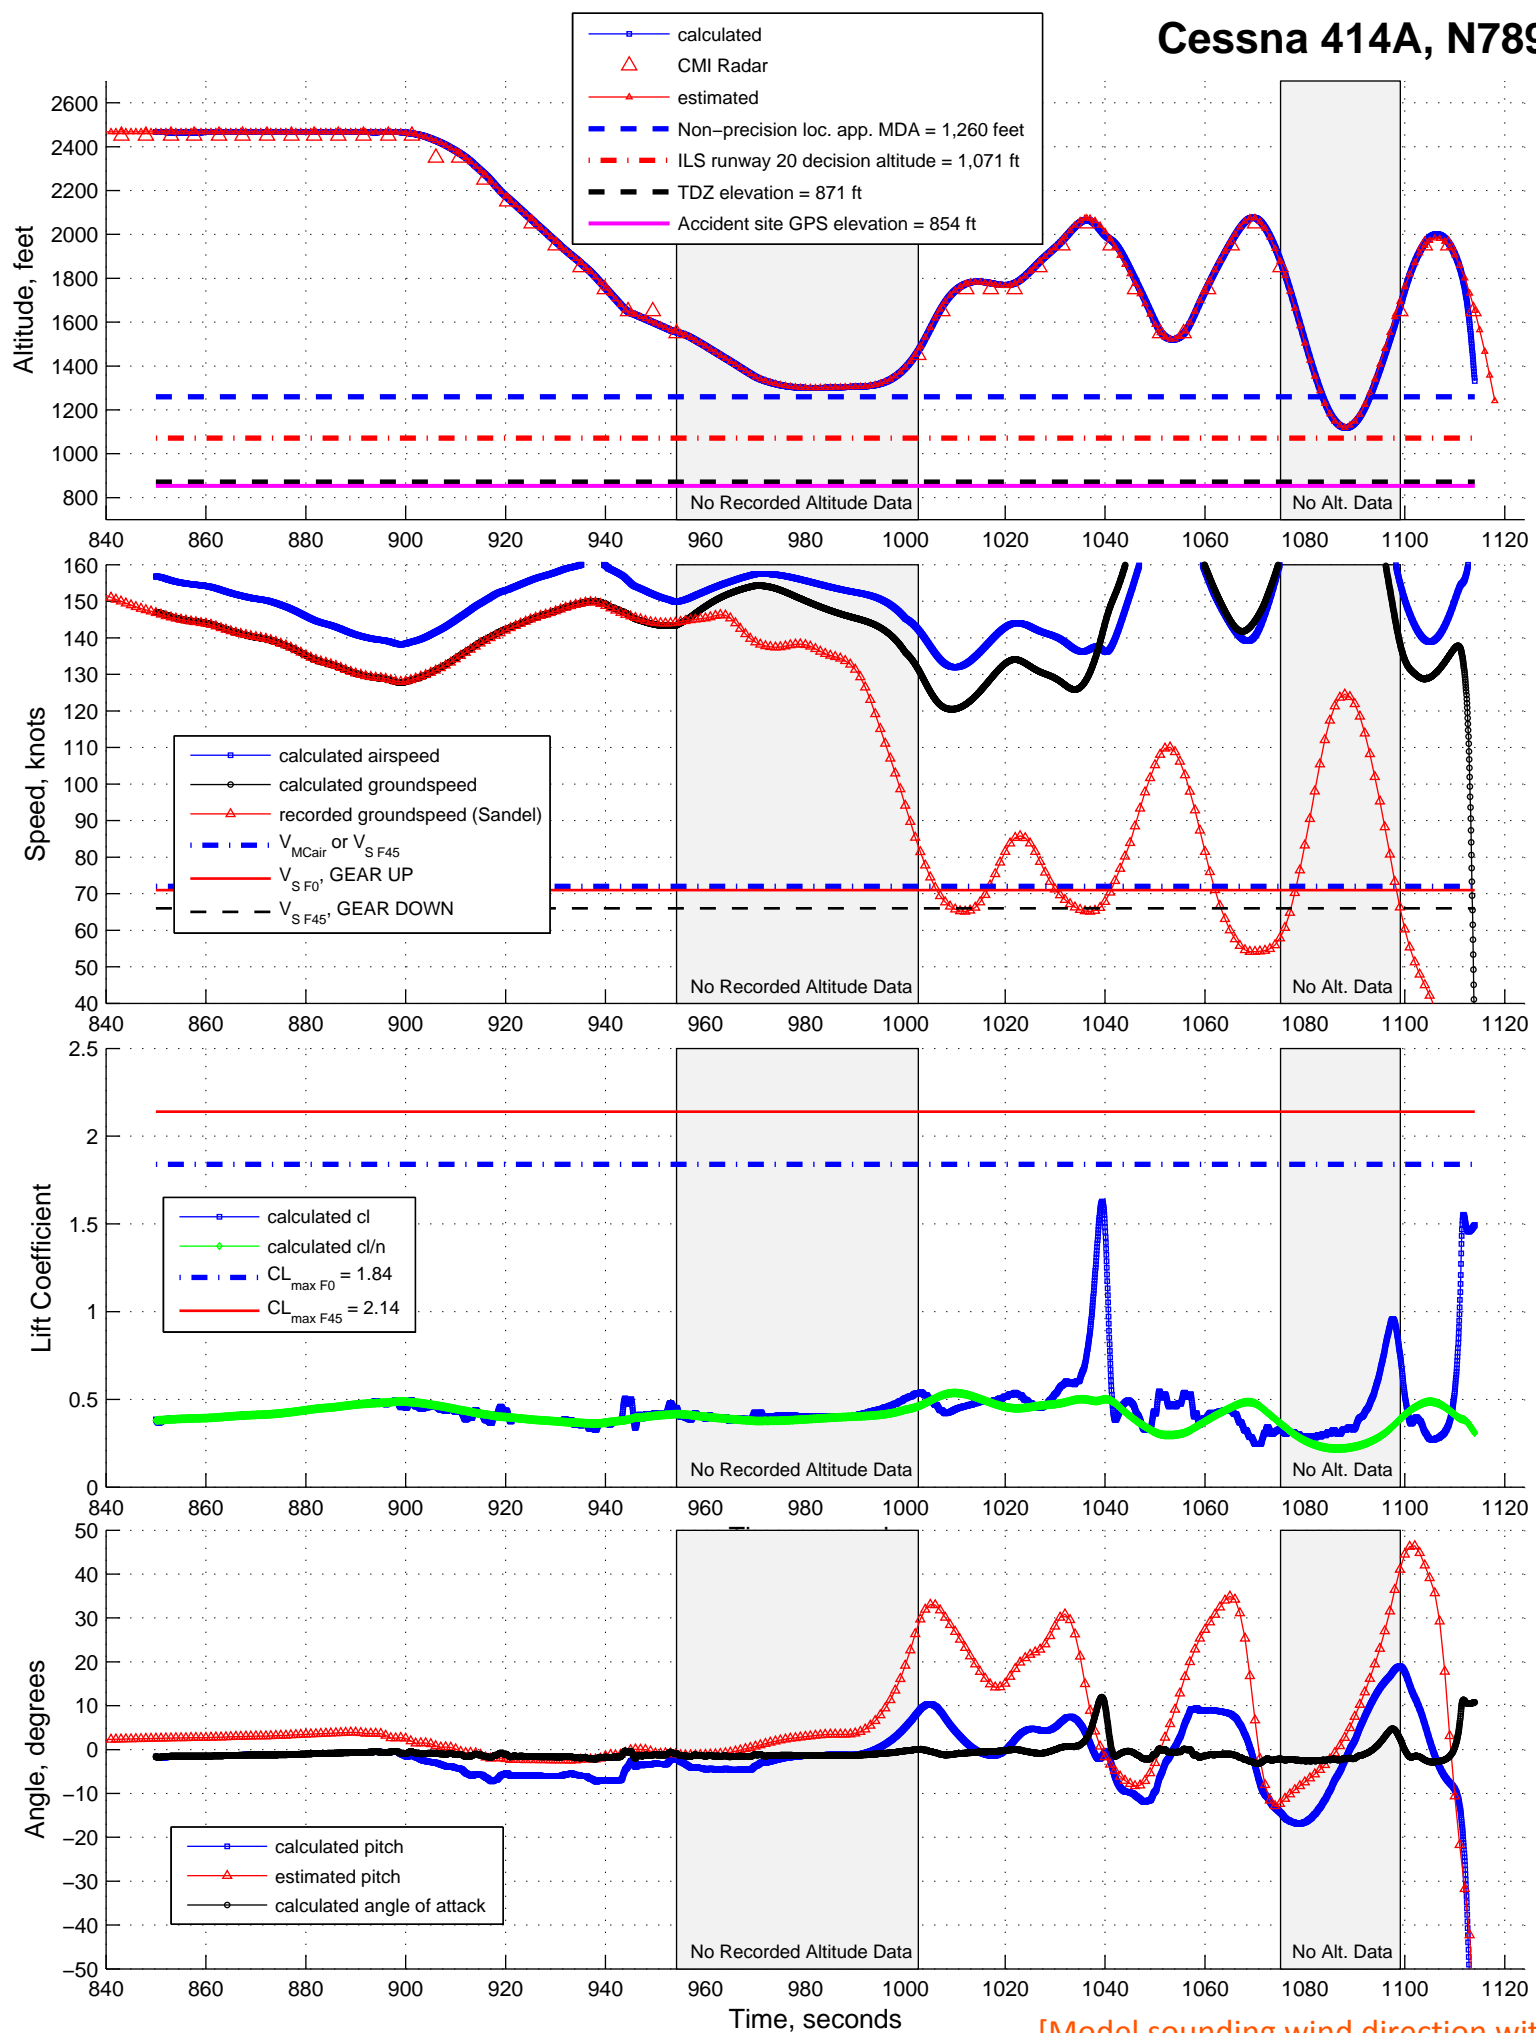 Cessna 414A, N789
calculated
CMI Radar
estimated
Non−precision loc. app. MDA = 1,260 feet
ILS runway 20 decision altitude = 1,071 ft
TDZ elevation = 871 ft
Accident site GPS elevation = 854 ft
Altitude, feet
2600
2400
2200
2000
1800
1600
1400
1200
1000
800
No Recorded Altitude Data
No Alt. Data
840 860 880 900 920 940 960 980 1000 1020 1040 1060 1080 1100 1120
Speed, knots
160
150
140
130
120
110
100
90
80
70
60
50
40
calculated airspeed
calculated groundspeed
recorded groundspeed (Sandel)
V MCair or V S F45
V S F0, GEAR UP
V S F45, GEAR DOWN
No Recorded Altitude Data
No Alt. Data
840 860 880 900 920 940 960 980 1000 1020 1040 1060 1080 1100 1120
Lift Coefficient
2.5
2
1.5
1
0.5
0
calculated cl
calculated cl/n
CL max F0 = 1.84
CL max F45 = 2.14
No Recorded Altitude Data
No Alt. Data
840 860 880 900 920 940 960 980 1000 1020 1040 1060 1080 1100 1120
Angle, degrees
50
40
30
20
10
0
−10
−20
−30
−40
−50
calculated pitch
estimated pitch
calculated angle of attack
No Recorded Altitude Data
No Alt. Data
840 860 880 900 920 940 960 980 1000 1020 1040 1060 1080 1100 1120
Time, seconds
[Model sounding wind direction wit